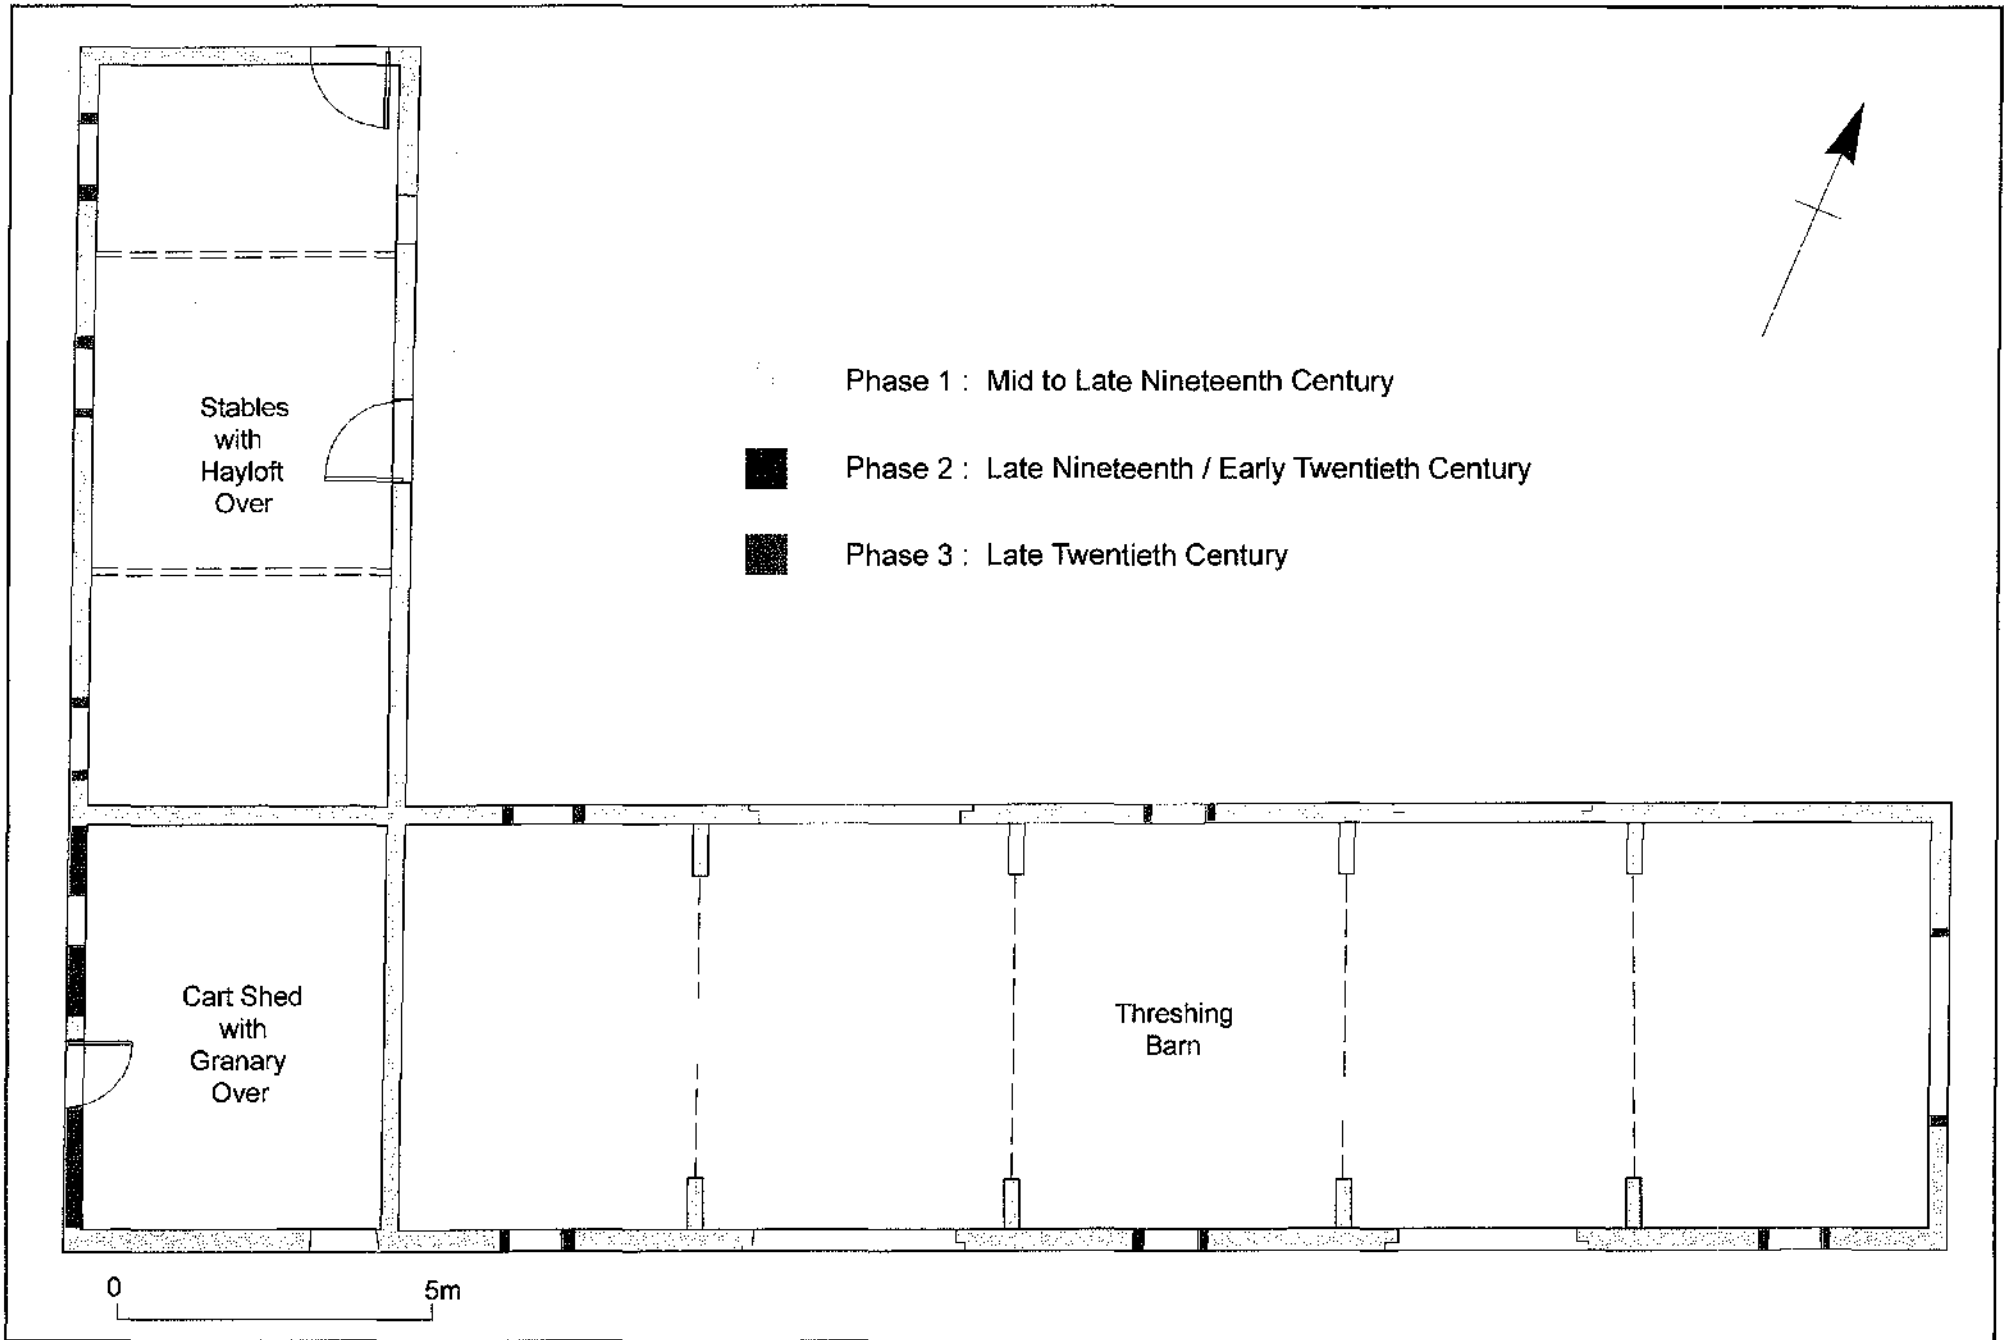 Phase 1 : Mid to Late Nineteenth Century
Phase 2 : Late Nineteenth / Early Twentieth Century
Phase 3 : Late Twentieth Century
Stables
with
Hayloft
Over
Cart Shed
with
Granary
Over
Threshing
Barn
0 5m